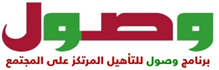 وصول
برنامج وصول للتأهيل المرتكز على المجتمع